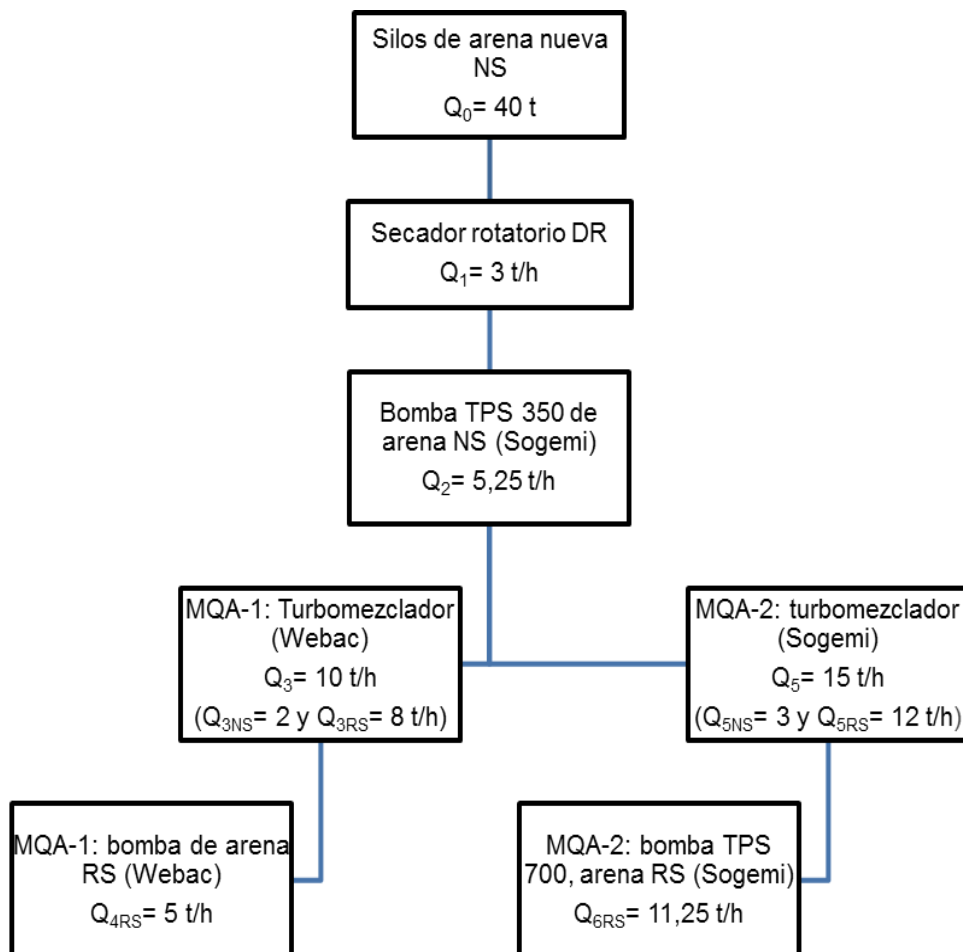 Silos de arena nueva
NS
Q₀= 40 t
Secador rotatorio DR
Q₁= 3 t/h
Bomba TPS 350 de
arena NS (Sogemi)
Q₂= 5,25 t/h
MQA-1: Turbomezclador
(Webac)
Q₃= 10 t/h
(Q₃NS= 2 y Q₃RS= 8 t/h)
MQA-2: turbomezclador
(Sogemi)
Q₅= 15 t/h
(Q₅NS= 3 y Q₅RS= 12 t/h)
MQA-1: bomba de arena
RS (Webac)
Q₄RS= 5 t/h
MQA-2: bomba TPS
700, arena RS (Sogemi)
Q₆RS= 11,25 t/h